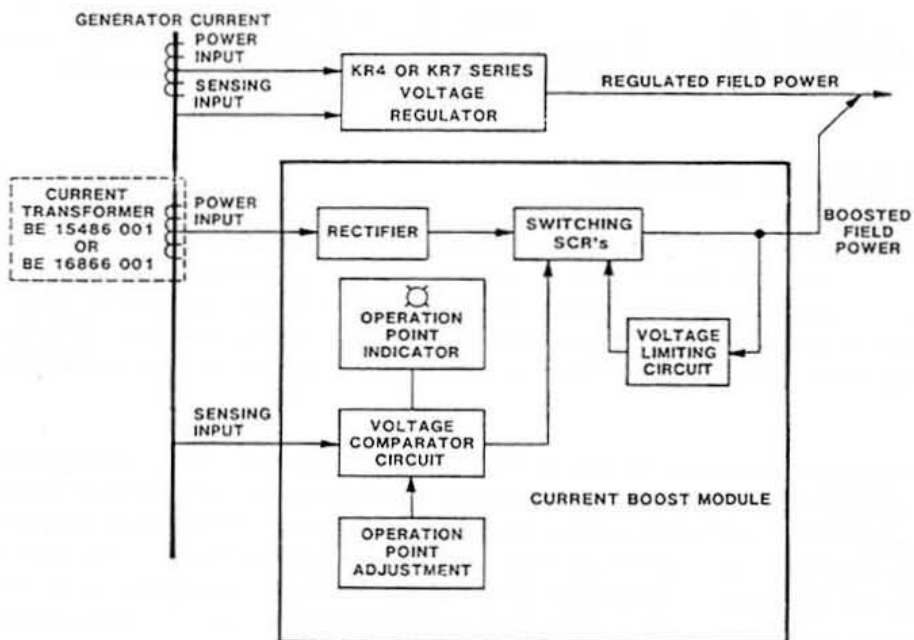 GENERATOR CURRENT
POWER
INPUT
SENSING
INPUT
KR4 OR KR7 SERIES
VOLTAGE
REGULATOR
REGULATED FIELD POWER
CURRENT
TRANSFORMER
BE 15486 001
OR
BE 16866 001
POWER
INPUT
RECTIFIER
SWITCHING
SCR's
BOOSTED
FIELD
POWER
OPERATION
POINT
INDICATOR
VOLTAGE
LIMITING
CIRCUIT
SENSING
INPUT
VOLTAGE
COMPARATOR
CIRCUIT
CURRENT BOOST MODULE
OPERATION
POINT
ADJUSTMENT